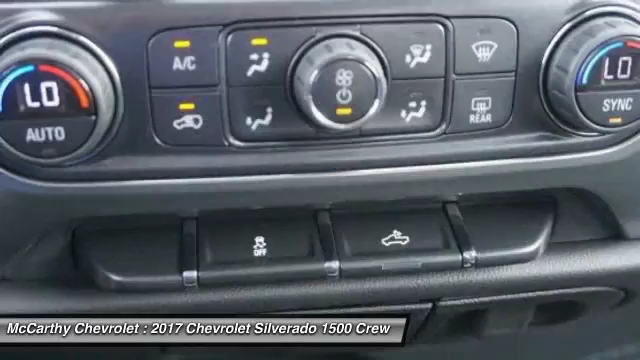 LO
A/C
LO
AUTO
REAR
SYNC
OFF
McCarthy Chevrolet : 2017 Chevrolet Silverado 1500 Crew